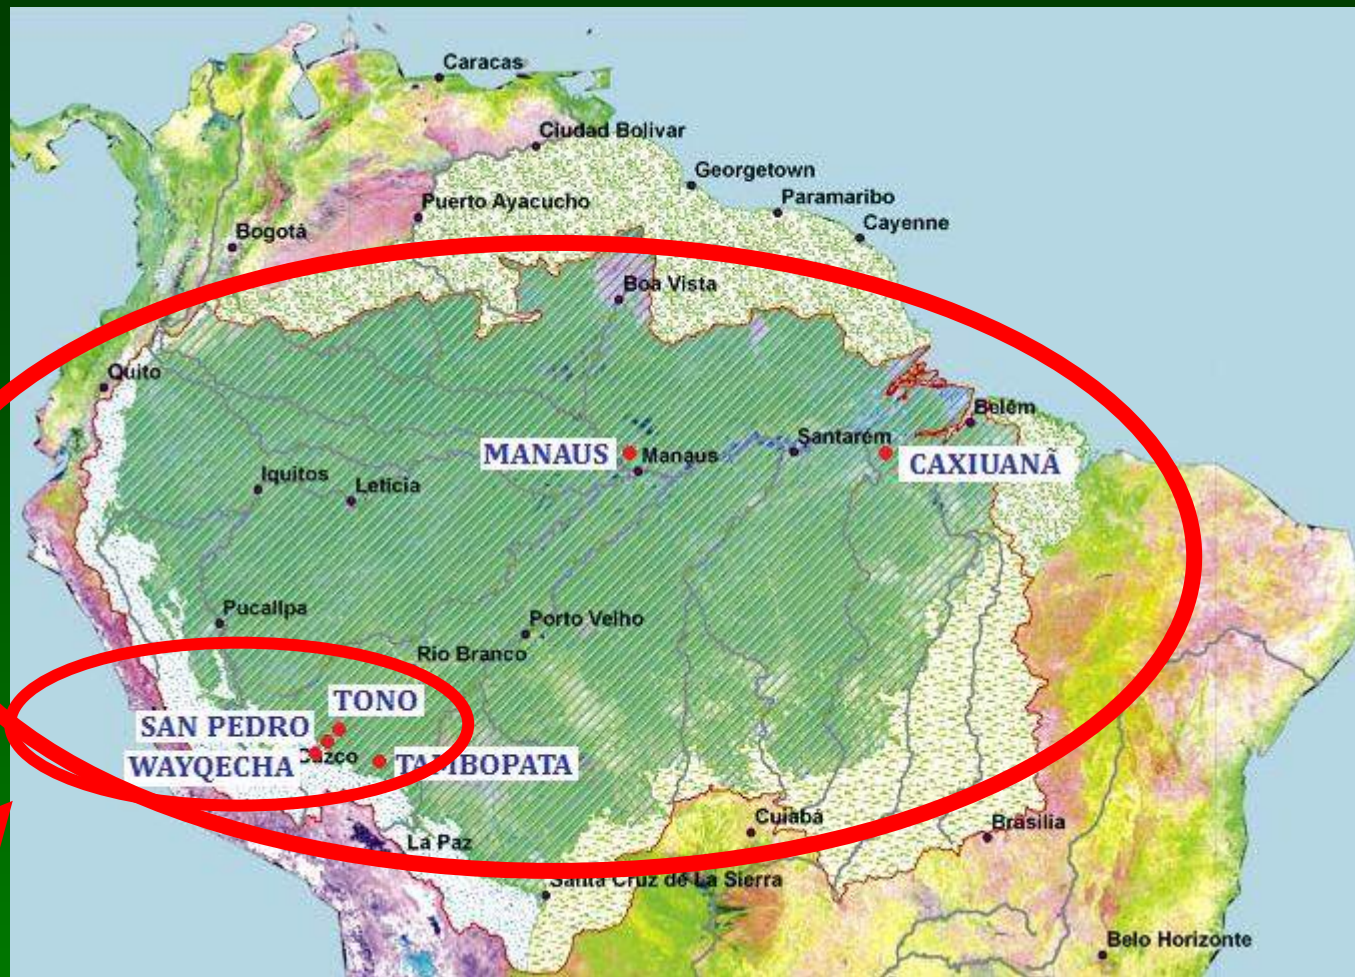 Caracas
Ciudad Bolivar
Georgetown
Paramaribo
Puerto Ayacucho
Cayenne
Bogotá
Boa Vista
Quito
Belém
Santarém
MANAUS
Manaus
CAXIUANÃ
Iquitos
Leticia
Pucallpa
Porto Velho
Rio Branco
TONO
SAN PEDRO
Cuzco
WAYQECHA
TAMBOPATA
Cuiabá
Brasilia
La Paz
Santa Cruz de La Sierra
Belo Horizonte